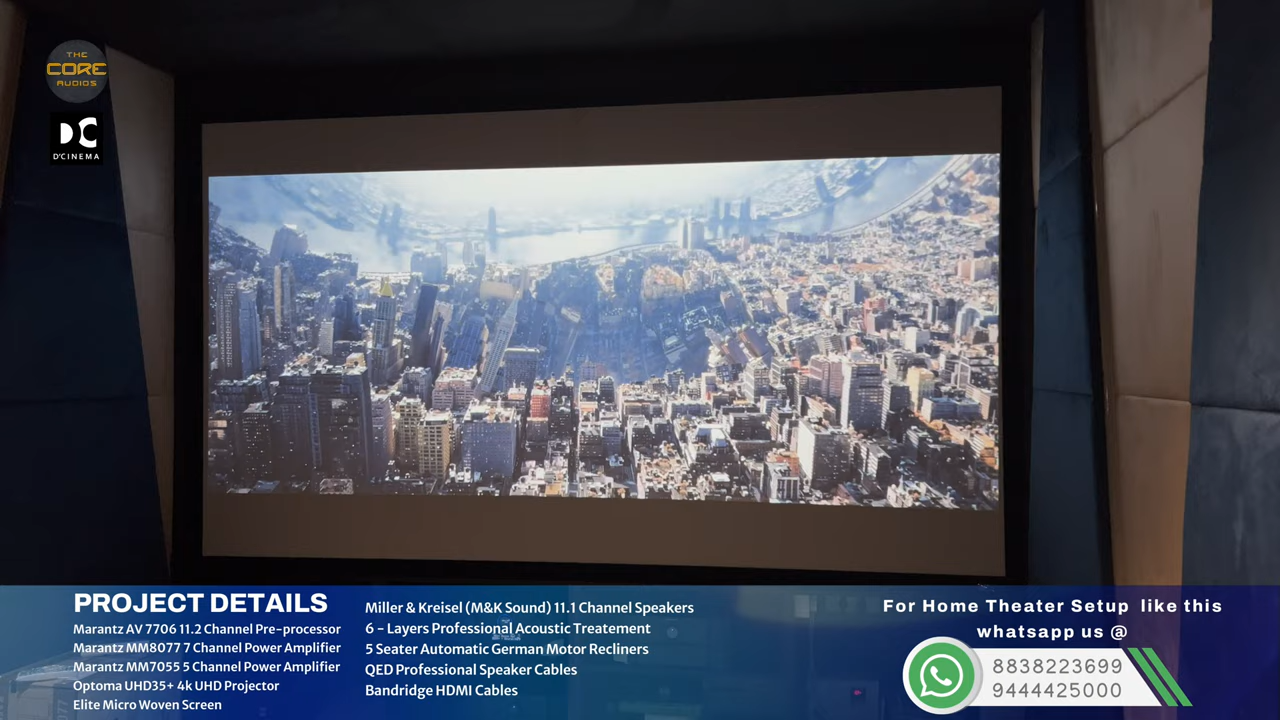 THE
CORE
AUDIOS
DC
D'CINEMA
PROJECT DETAILS
Marantz AV 7706 11.2 Channel Pre-processor
Marantz MM8077 7 Channel Power Amplifier
Marantz MM7055 5 Channel Power Amplifier
Optoma UHD35+ 4k UHD Projector
Elite Micro Woven Screen
Miller & Kreisel (M&K Sound) 11.1 Channel Speakers
6 - Layers Professional Acoustic Treatement
5 Seater Automatic German Motor Recliners
QED Professional Speaker Cables
Bandridge HDMI Cables
For Home Theater Setup like this
whatsapp us @
8838223699
9444425000